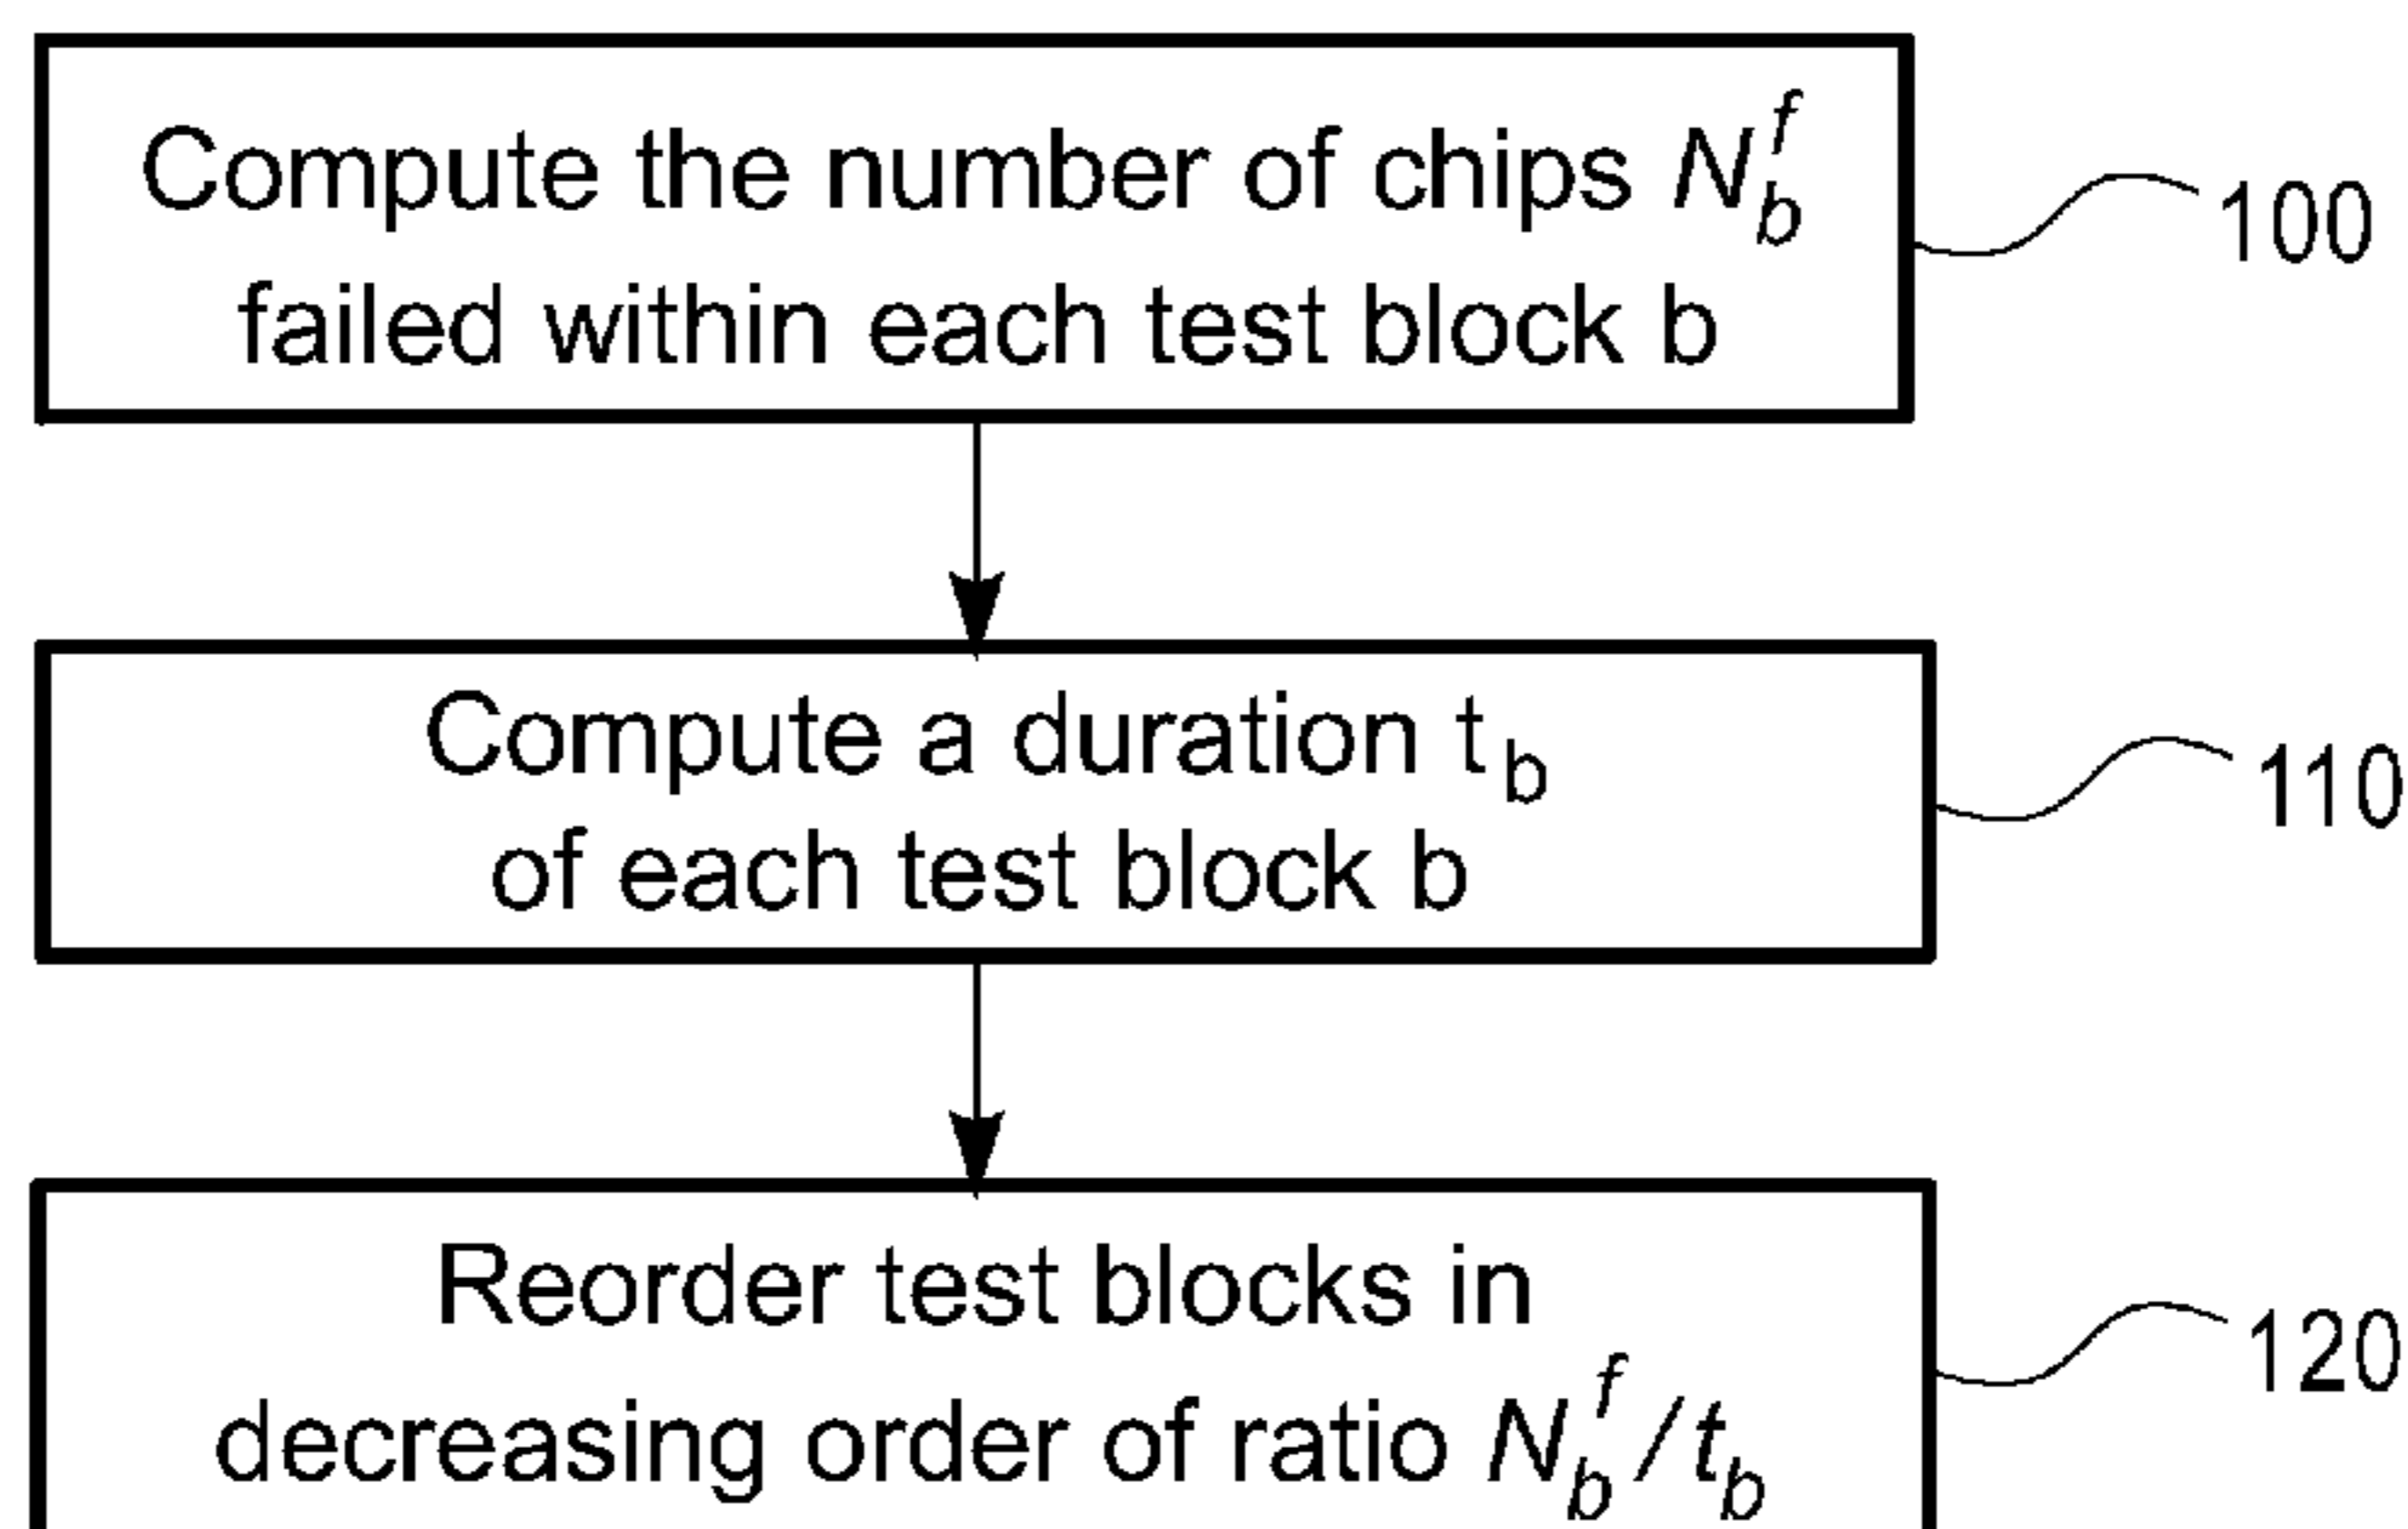 Compute the number of chips N_b^f
failed within each test block b
100
Compute a duration t_b
of each test block b
110
Reorder test blocks in
decreasing order of ratio N_b^f/t_b
120